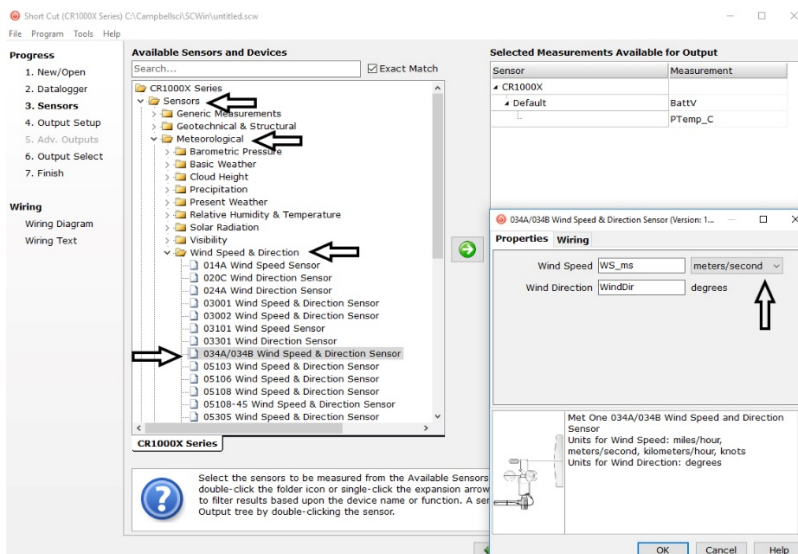 Short Cut (CR1000X Series) C:\Campbellsci\SCWin\untitled.scw
File Program Tools Help
Progress
1. New/Open
2. Datalogger
3. Sensors
4. Output Setup
5. Adv. Outputs
6. Output Select
7. Finish
Wiring
Wiring Diagram
Wiring Text
Available Sensors and Devices
Search...
Exact Match
CR1000X Series
Sensors
Generic Measurements
Geotechnical & Structural
Meteorological
Barometric Pressure
Basic Weather
Cloud Height
Precipitation
Present Weather
Relative Humidity & Temperature
Solar Radiation
Visibility
Wind Speed & Direction
014A Wind Speed Sensor
020C Wind Direction Sensor
024A Wind Direction Sensor
03001 Wind Speed & Direction Sensor
03002 Wind Speed & Direction Sensor
03101 Wind Speed Sensor
03301 Wind Direction Sensor
034A/034B Wind Speed & Direction Sensor
05103 Wind Speed & Direction Sensor
05106 Wind Speed & Direction Sensor
05108 Wind Speed & Direction Sensor
05108-45 Wind Speed & Direction Sensor
05305 Wind Speed & Direction Sensor
CR1000X Series
Select the sensors to be measured from the Available Sensors
double-click the folder icon or single-click the expansion arrow
to filter results based upon the device name or function. A ser
Output tree by double-clicking the sensor.
Selected Measurements Available for Output
Sensor Measurement
CR1000X
Default BattV
PTemp_C
034A/034B Wind Speed & Direction Sensor (Version: 1...
Properties Wiring
Wind Speed WS_ms meters/second
Wind Direction WindDir degrees
Met One 034A/034B Wind Speed and Direction
Sensor
Units for Wind Speed: miles/hour,
meters/second, kilometers/hour, knots
Units for Wind Direction: degrees
OK Cancel Help